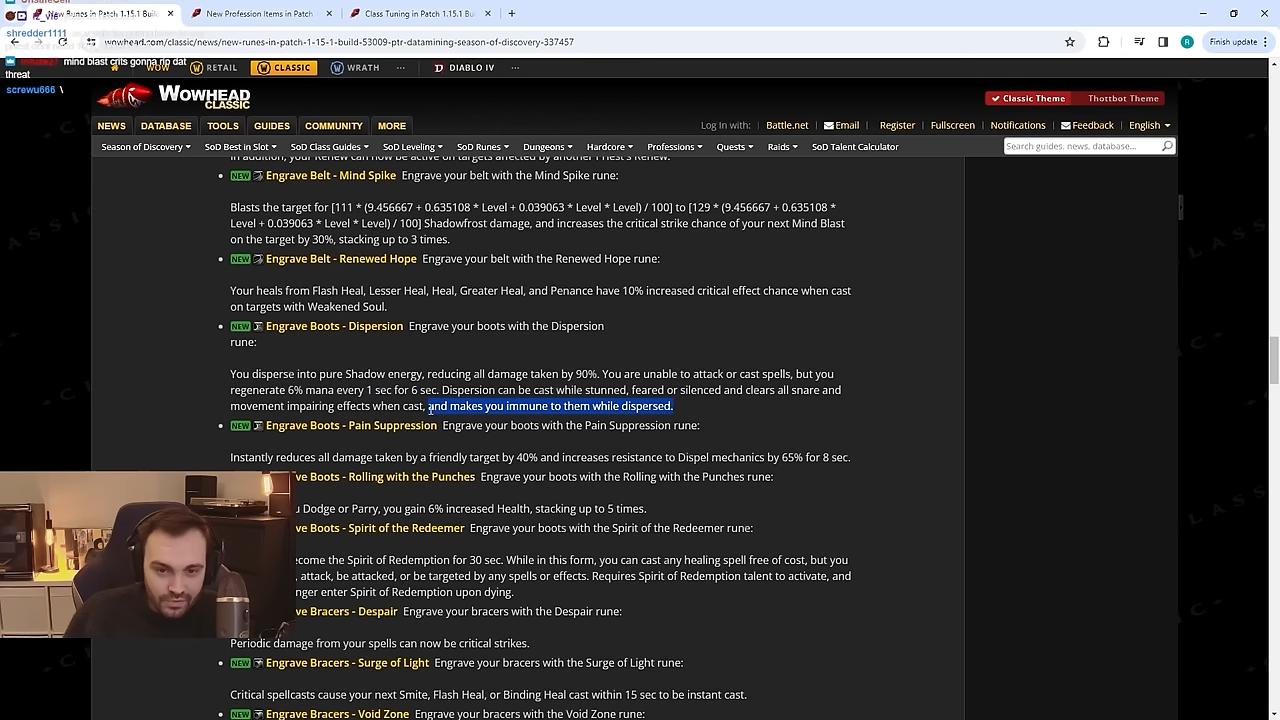 New Runes in Patch 1.15.1 Buil
New Profession Items in Patch
Class Tuning in Patch 1.15.1 Bu
shredder1111
wowhead.com/classic/news/new-runes-in-patch-1-15-1-build-53009-ptr-datamining-season-of-discovery-337457
R
Finish update
mind blast crits gonna rip dat
threat
screwu666 \
WOW
RETAIL
CLASSIC
WRATH
DIABLO IV
WOWHEAD
CLASSIC
Classic Theme
Thottbot Theme
NEWS
DATABASE
TOOLS
GUIDES
COMMUNITY
MORE
Log In with:
Battle.net
Email
Register
Fullscreen
Notifications
Feedback
English
Season of Discovery
SoD Best in Slot
SoD Class Guides
SoD Leveling
SoD Runes
Dungeons
Hardcore
Professions
Quests
Raids
SoD Talent Calculator
Search guides, news, database...
In addition, your Renew can now be active on targets affected by another Priest's Renew.
NEW Engrave Belt - Mind Spike Engrave your belt with the Mind Spike rune:
Blasts the target for [111 * (9.456667 + 0.635108 * Level + 0.039063 * Level * Level) / 100] to [129 * (9.456667 + 0.635108 *
Level + 0.039063 * Level * Level) / 100] Shadowfrost damage, and increases the critical strike chance of your next Mind Blast
on the target by 30%, stacking up to 3 times.
NEW Engrave Belt - Renewed Hope Engrave your belt with the Renewed Hope rune:
Your heals from Flash Heal, Lesser Heal, Heal, Greater Heal, and Penance have 10% increased critical effect chance when cast
on targets with Weakened Soul.
NEW Engrave Boots - Dispersion Engrave your boots with the Dispersion
rune:
You disperse into pure Shadow energy, reducing all damage taken by 90%. You are unable to attack or cast spells, but you
regenerate 6% mana every 1 sec for 6 sec. Dispersion can be cast while stunned, feared or silenced and clears all snare and
movement impairing effects when cast, and makes you immune to them while dispersed.
NEW Engrave Boots - Pain Suppression Engrave your boots with the Pain Suppression rune:
Instantly reduces all damage taken by a friendly target by 40% and increases resistance to Dispel mechanics by 65% for 8 sec.
ve Boots - Rolling with the Punches Engrave your boots with the Rolling with the Punches rune:
u Dodge or Parry, you gain 6% increased Health, stacking up to 5 times.
ve Boots - Spirit of the Redeemer Engrave your boots with the Spirit of the Redeemer rune:
ecome the Spirit of Redemption for 30 sec. While in this form, you can cast any healing spell free of cost, but you
, attack, be attacked, or be targeted by any spells or effects. Requires Spirit of Redemption talent to activate, and
nger enter Spirit of Redemption upon dying.
ve Bracers - Despair Engrave your bracers with the Despair rune:
Periodic damage from your spells can now be critical strikes.
NEW Engrave Bracers - Surge of Light Engrave your bracers with the Surge of Light rune:
Critical spellcasts cause your next Smite, Flash Heal, or Binding Heal cast within 15 sec to be instant cast.
NEW Engrave Bracers - Void Zone Engrave your bracers with the Void Zone rune: